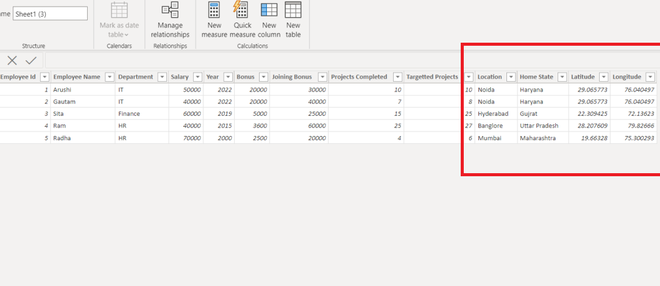 ame Sheet1 (3)
Mark as date table
Manage relationships
New measure
Quick measure
New column
New table
Structure Calendars Relationships Calculations
Employee Id Employee Name Department Salary Year Bonus Joining Bonus Projects Completed Targetted Projects Location Home State Latitude Longitude
1 Arushi IT 50000 2022 20000 30000 10 10 Noida Haryana 29.065773 76.040497
2 Gautam IT 40000 2022 20000 40000 7 8 Noida Haryana 29.065773 76.040497
3 Sita Finance 60000 2019 5000 25000 15 25 Hyderabad Gujrat 22.309425 72.13623
4 Ram HR 40000 2015 3600 60000 25 27 Banglore Uttar Pradesh 28.207609 79.82666
5 Radha HR 70000 2000 2500 20000 4 6 Mumbai Maharashtra 19.66328 75.300293